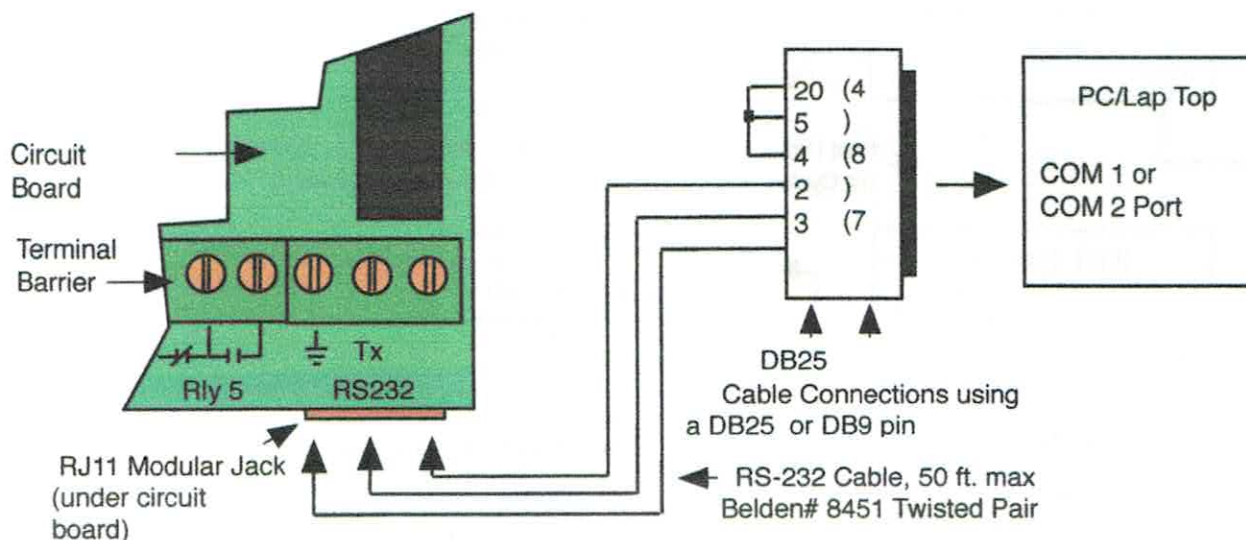 Circuit
Board
Terminal
Barrier
Tx
Rly 5
RS232
RJ11 Modular Jack
(under circuit
board)
20 (4
5 )
4 (8
2 )
3 (7
PC/Lap Top
COM 1 or
COM 2 Port
DB25
Cable Connections using
a DB25 or DB9 pin
RS-232 Cable, 50 ft. max
Belden# 8451 Twisted Pair